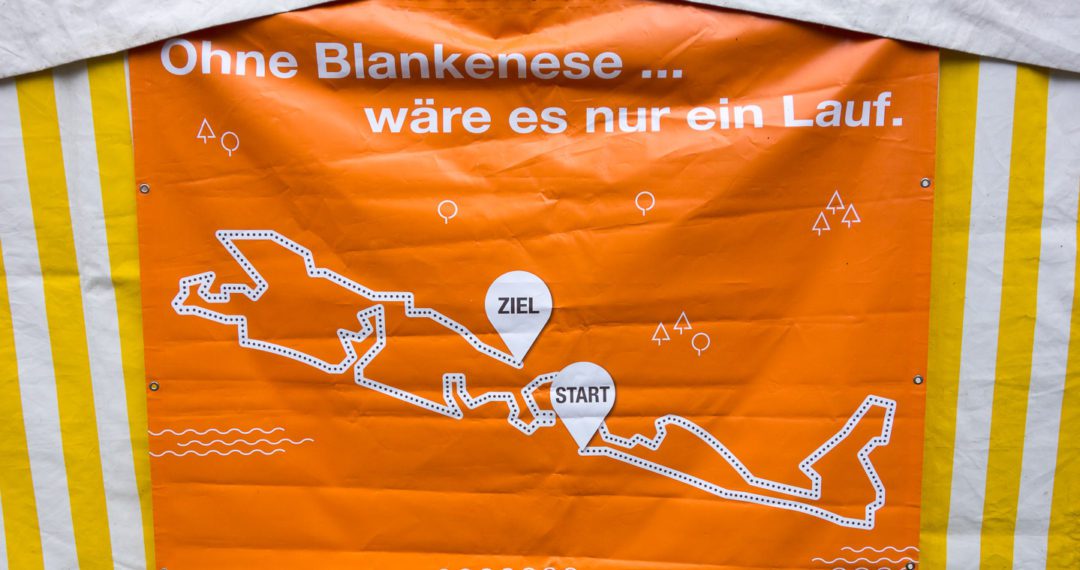 Ohne Blankenese ...
wäre es nur ein Lauf.
ZIEL
START